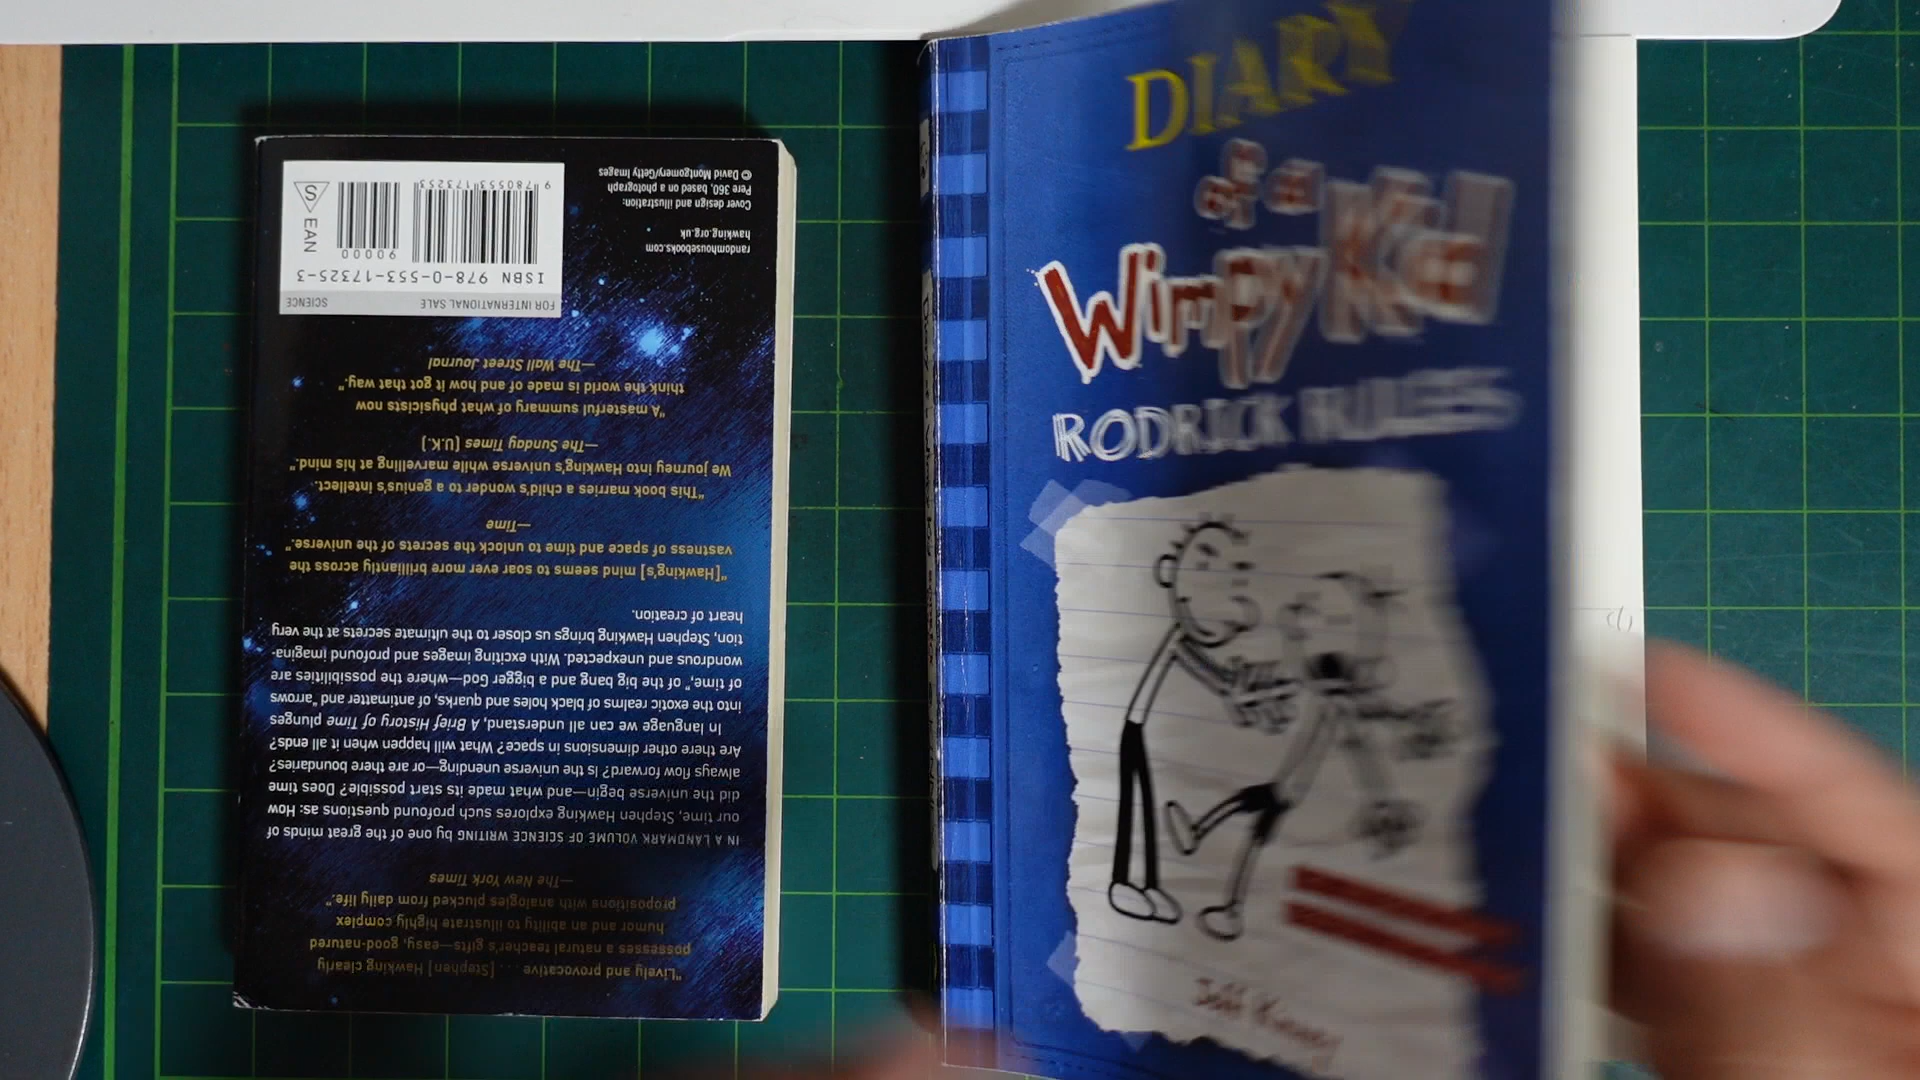 "Lively and provocative . . . [Stephen] Hawking clearly
possesses a natural teacher's gifts—easy, good-natured
humor and an ability to illustrate highly complex
propositions with analogies plucked from daily life."
—The New York Times
IN A LANDMARK VOLUME OF SCIENCE WRITING by one of the great minds of
our time, Stephen Hawking explores such profound questions as: How
did the universe begin—and what made its start possible? Does time
always flow forward? Is the universe unending—or are there boundaries?
Are there other dimensions in space? What will happen when it all ends?
In language we can all understand, A Brief History of Time plunges
into the exotic realms of black holes and quarks, of antimatter and "arrows
of time," of the big bang and a bigger God—where the possibilities are
wondrous and unexpected. With exciting images and profound imagina-
tion, Stephen Hawking brings us closer to the ultimate secrets at the very
heart of creation.
"[Hawking's] mind seems to soar ever more brilliantly across the
vastness of space and time to unlock the secrets of the universe."
—Time
"This book marries a child's wonder to a genius's intellect.
We journey into Hawking's universe while marvelling at his mind."
—The Sunday Times (U.K.)
"A masterful summary of what physicists now
think the world is made of and how it got that way."
—The Wall Street Journal
FOR INTERNATIONAL SALE
SCIENCE
ISBN 978-0-553-17325-3
90000
9 780553 173253
S EAN
randomhousebooks.com
hawking.org.uk
Cover design and illustration:
Pere 360, based on a photograph
© David Montgomery/Getty Images
DIARY
of a
Wimpy Kid
RODRICK RULES
Jeff Kinney